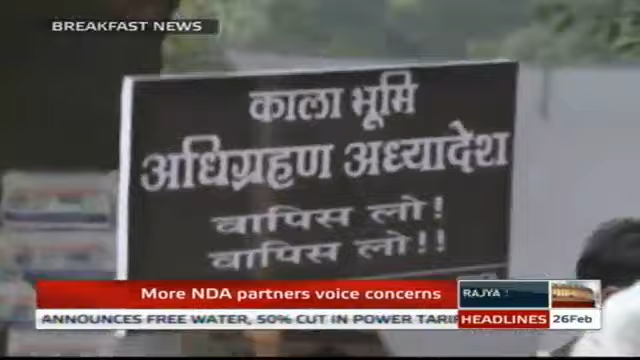 BREAKFAST NEWS
काला भूमि
अधिग्रहण अध्यादेश
वापिस लो!
वापिस लो!!
More NDA partners voice concerns
RAJYA
ANNOUNCES FREE WATER, 50% CUT IN POWER TARIF
HEADLINES 26Feb